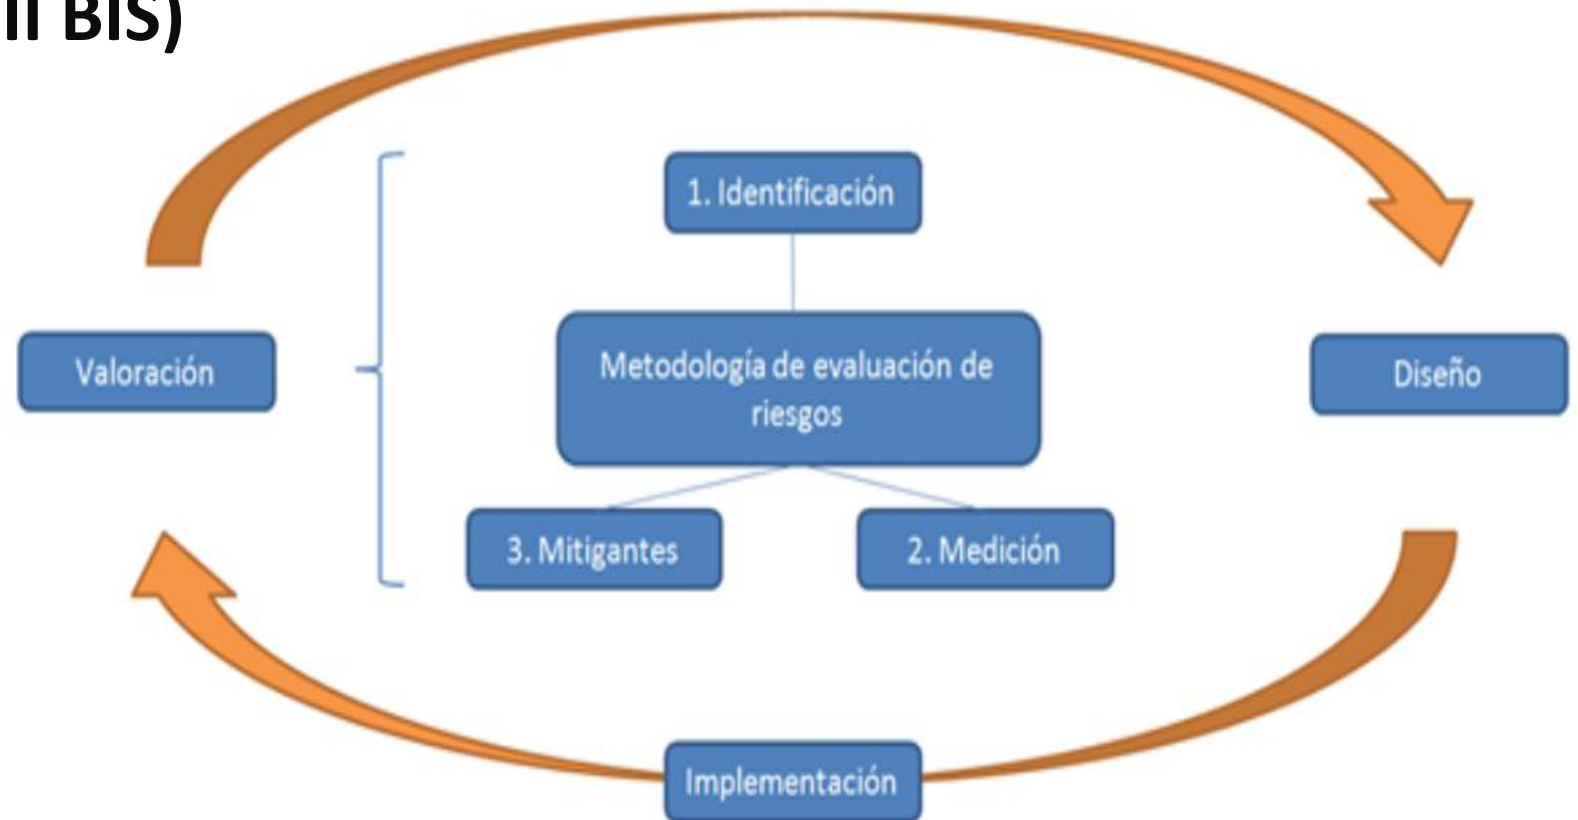 II BIS)
1. Identificación
Valoración
Metodología de evaluación de
riesgos
Diseño
3. Mitigantes
2. Medición
Implementación